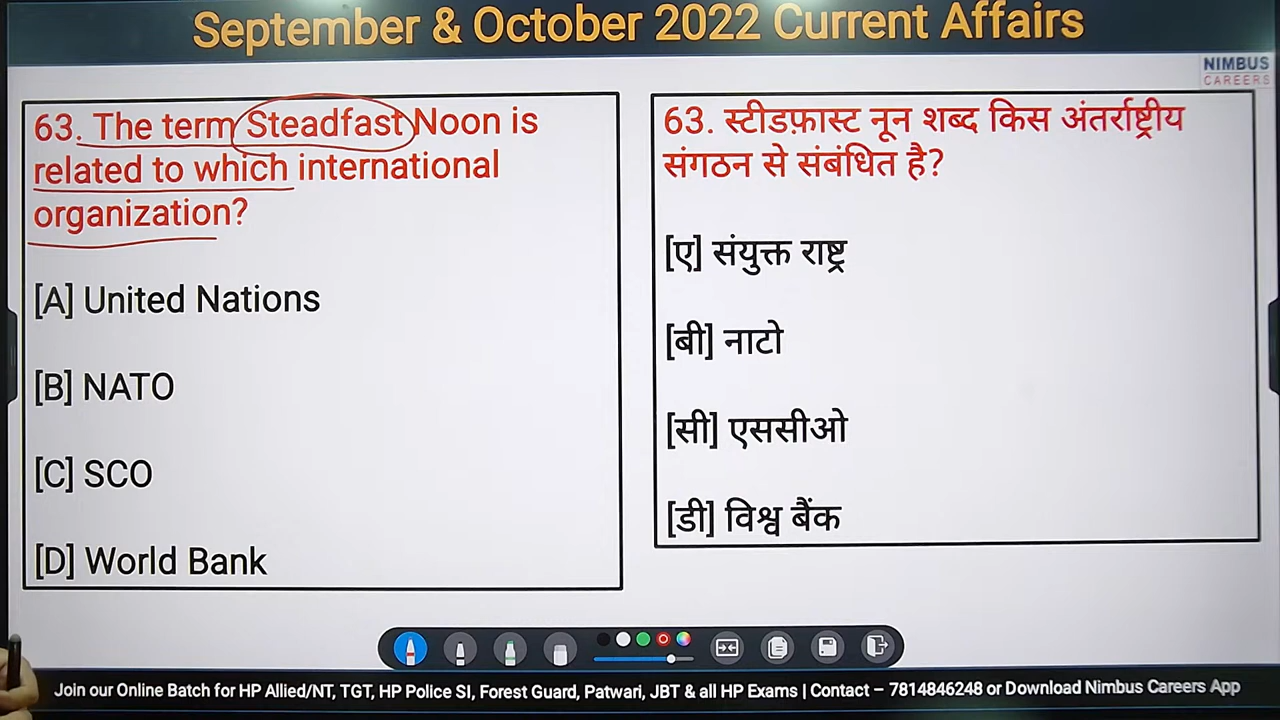 September & October 2022 Current Affairs
NIMBUS
CAREERS
63. The term Steadfast Noon is
related to which international
organization?
[A] United Nations
[B] NATO
[C] SCO
[D] World Bank
63. स्टीडफ़ास्ट नून शब्द किस अंतर्राष्ट्रीय
संगठन से संबंधित है?
[ए] संयुक्त राष्ट्र
[बी] नाटो
[सी] एससीओ
[डी] विश्व बैंक
Join our Online Batch for HP Allied/NT, TGT, HP Police SI, Forest Guard, Patwari, JBT & all HP Exams | Contact – 7814846248 or Download Nimbus Careers App